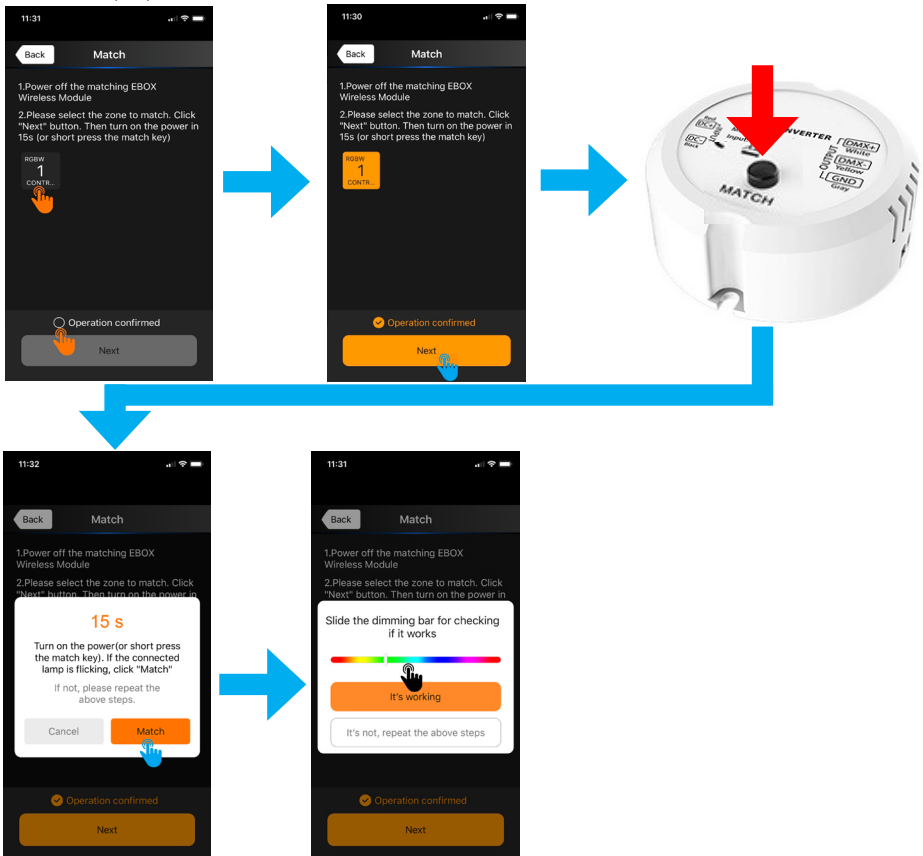 11:31
Back
Match
1.Power off the matching EBOX
Wireless Module
2.Please select the zone to match. Click
"Next" button. Then turn on the power in
15s (or short press the match key)
RGBW
1
CONTR...
Operation confirmed
Next
11:30
Back
Match
1.Power off the matching EBOX
Wireless Module
2.Please select the zone to match. Click
"Next" button. Then turn on the power in
15s (or short press the match key)
RGBW
1
CONTR...
Operation confirmed
Next
Red
DC+
DC-
Black
Input
MATCH
OUTPUT
DMX+
White
DMX-
Yellow
GND
Gray
11:32
Back
Match
1.Power off the matching EBOX
Wireless Module
2.Please select the zone to match. Click
"Next" button. Then turn on the power in
15 s
Turn on the power(or short press
the match key). If the connected
lamp is flicking, click "Match"
If not, please repeat the
above steps.
Cancel
Match
Operation confirmed
Next
11:31
Back
Match
1.Power off the matching EBOX
Wireless Module
2.Please select the zone to match. Click
"Next" button. Then turn on the power in
Slide the dimming bar for checking
if it works
It's working
It's not, repeat the above steps
Operation confirmed
Next